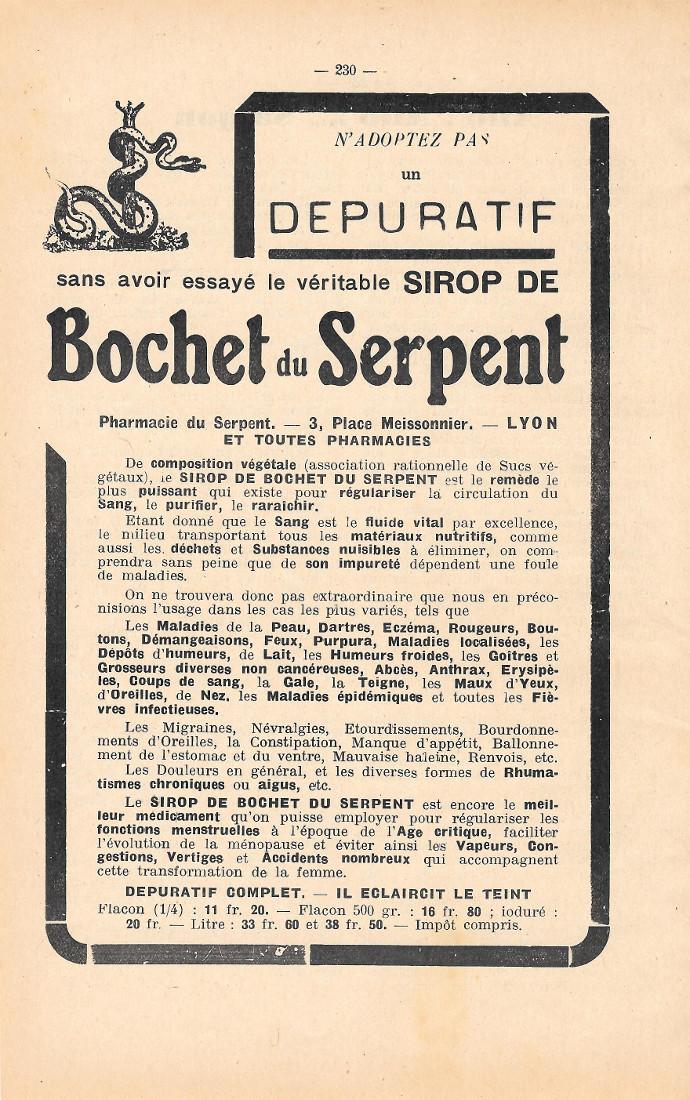 — 230 —
N'ADOPTEZ PAS
un
DEPURATIF
sans avoir essayé le véritable SIROP DE
Bochet du Serpent
Pharmacie du Serpent. — 3, Place Meissonnier. — LYON
ET TOUTES PHARMACIES
De composition végétale (association rationnelle de Sucs vé-
gétaux), le SIROP DE BOCHET DU SERPENT est le remède le
plus puissant qui existe pour régulariser la circulation du
Sang, le purifier, le raraichir.
Etant donné que le Sang est le fluide vital par excellence,
le milieu transportant tous les matériaux nutritifs, comme
aussi les déchets et Substances nuisibles à éliminer, on com-
prendra sans peine que de son impureté dépendent une foule
de maladies.
On ne trouvera donc pas extraordinaire que nous en préco-
nisions l'usage dans les cas les plus variés, tels que
Les Maladies de la Peau, Dartres, Eczéma, Rougeurs, Bou-
tons, Démangeaisons, Feux, Purpura, Maladies localisées, les
Dépôts d'humeurs, de Lait, les Humeurs froides, les Goitres et
Grosseurs diverses non cancéreuses, Abcès, Anthrax, Erysipè-
les, Coups de sang, la Gale, la Teigne, les Maux d'Yeux,
d'Oreilles, de Nez, les Maladies épidémiques et toutes les Fiè-
vres infectieuses.
Les Migraines, Névralgies, Etourdissements, Bourdonne-
ments d'Oreilles, la Constipation, Manque d'appétit, Ballonne-
ment de l'estomac et du ventre, Mauvaise haleine, Renvois, etc.
Les Douleurs en général, et les diverses formes de Rhuma-
tismes chroniques ou aigus, etc.
Le SIROP DE BOCHET DU SERPENT est encore le meil-
leur médicament qu'on puisse employer pour régulariser les
fonctions menstruelles à l'époque de l'Age critique, faciliter
l'évolution de la ménopause et éviter ainsi les Vapeurs, Con-
gestions, Vertiges et Accidents nombreux qui accompagnent
cette transformation de la femme.
DEPURATIF COMPLET. — IL ECLAIRCIT LE TEINT
Flacon (1/4) : 11 fr. 20. — Flacon 500 gr. : 16 fr. 80 ; ioduré :
20 fr. — Litre : 33 fr. 60 et 38 fr. 50. — Impôt compris.